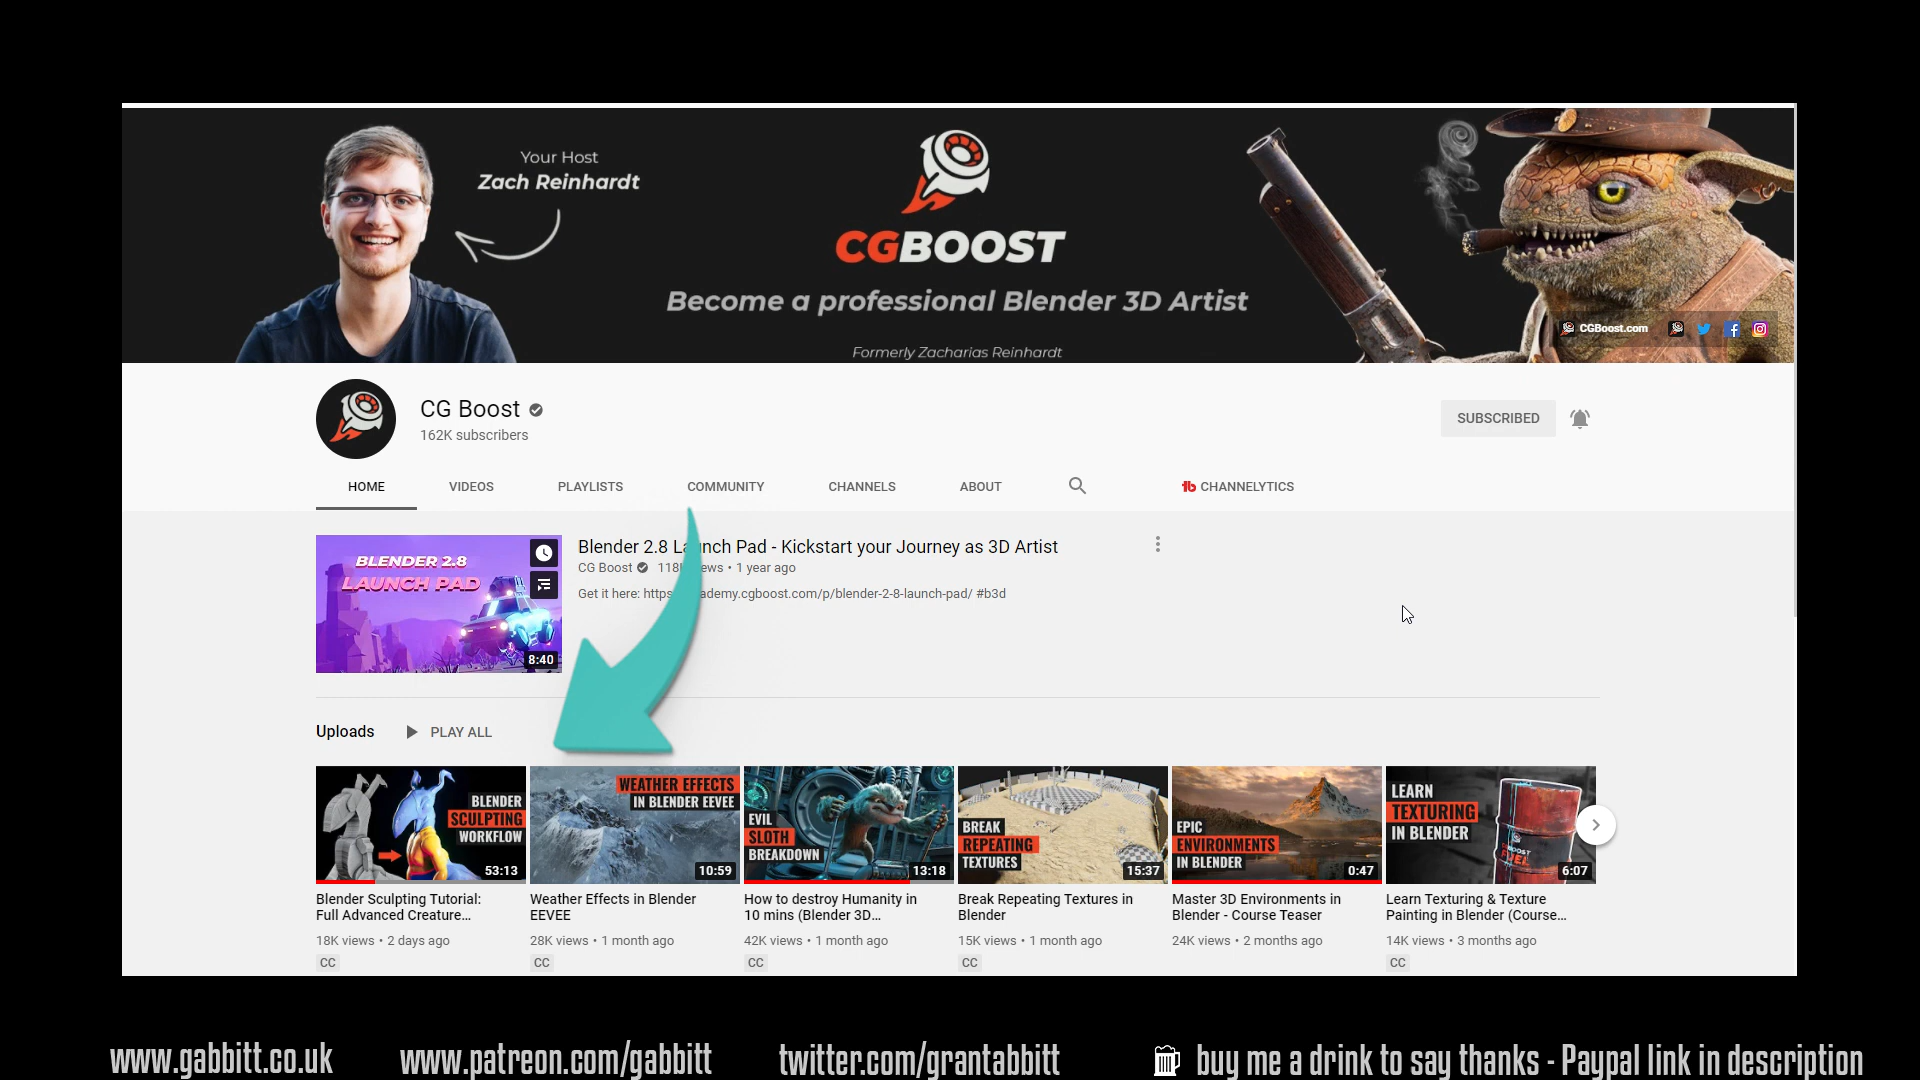 Your Host
Zach Reinhardt
CGBOOST
Become a professional Blender 3D Artist
Formerly Zacharias Reinhardt
CGBoost.com
CG Boost
162K subscribers
SUBSCRIBED
HOME
VIDEOS
PLAYLISTS
COMMUNITY
CHANNELS
ABOUT
CHANNELYTICS
BLENDER 2.8
LAUNCH PAD
8:40
Blender 2.8 La nch Pad - Kickstart your Journey as 3D Artist
CG Boost 118 ews • 1 year ago
Get it here: https ademy.cgboost.com/p/blender-2-8-launch-pad/ #b3d
Uploads
PLAY ALL
BLENDER
SCULPTING
WORKFLOW
53:13
WEATHER EFFECTS
IN BLENDER EEVEE
10:59
EVIL
SLOTH
BREAKDOWN
13:18
BREAK
REPEATING
TEXTURES
15:37
EPIC
ENVIRONMENTS
IN BLENDER
0:47
LEARN
TEXTURING
IN BLENDER
CGBOOST
FUEL
6:07
Blender Sculpting Tutorial:
Full Advanced Creature...
18K views • 2 days ago
CC
Weather Effects in Blender
EEVEE
28K views • 1 month ago
CC
How to destroy Humanity in
10 mins (Blender 3D...
42K views • 1 month ago
CC
Break Repeating Textures in
Blender
15K views • 1 month ago
CC
Master 3D Environments in
Blender - Course Teaser
24K views • 2 months ago
Learn Texturing & Texture
Painting in Blender (Course...
14K views • 3 months ago
CC
www.gabbitt.co.uk
www.patreon.com/gabbitt
twitter.com/grantabbitt
buy me a drink to say thanks - Paypal link in description